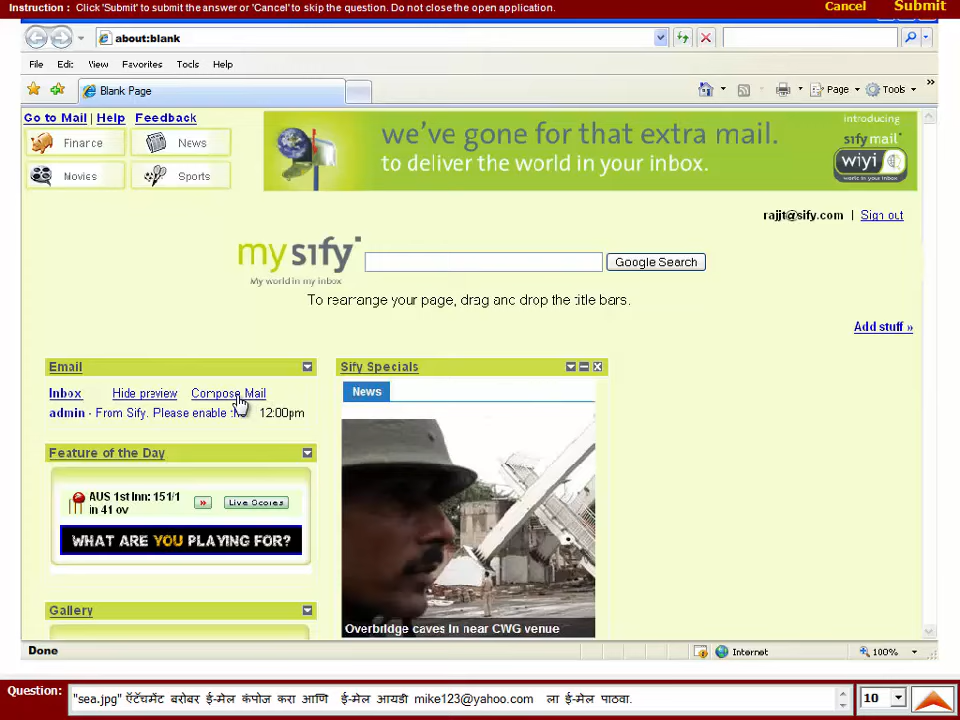 Instruction : Click 'Submit' to submit the answer or 'Cancel' to skip the question. Do not close the open application.
Cancel Submit
about:blank
File Edit View Favorites Tools Help
Blank Page
Page Tools
Go to Mail | Help Feedback
Finance News
Movies Sports
we've gone for that extra mail.
to deliver the world in your inbox.
introducing
sify mail
wiyi
world in your inbox
rajjt@sify.com | Sign out
my sify
My world in my inbox
Google Search
To rearrange your page, drag and drop the title bars.
Add stuff »
Email
Inbox Hide preview Compose Mail
admin - From Sify. Please enable 12:00pm
Feature of the Day
AUS 1st Inn: 151/1
in 41 ov
Live Scores
WHAT ARE YOU PLAYING FOR?
Gallery
Sify Specials
News
Overbridge caves in near CWG venue
Done
Internet
100%
Question:
"sea.jpg" ऍटॅचमेंट बरोबर ई-मेल कंपोज करा आणि ई-मेल आयडी mike123@yahoo.com ला ई-मेल पाठवा.
10